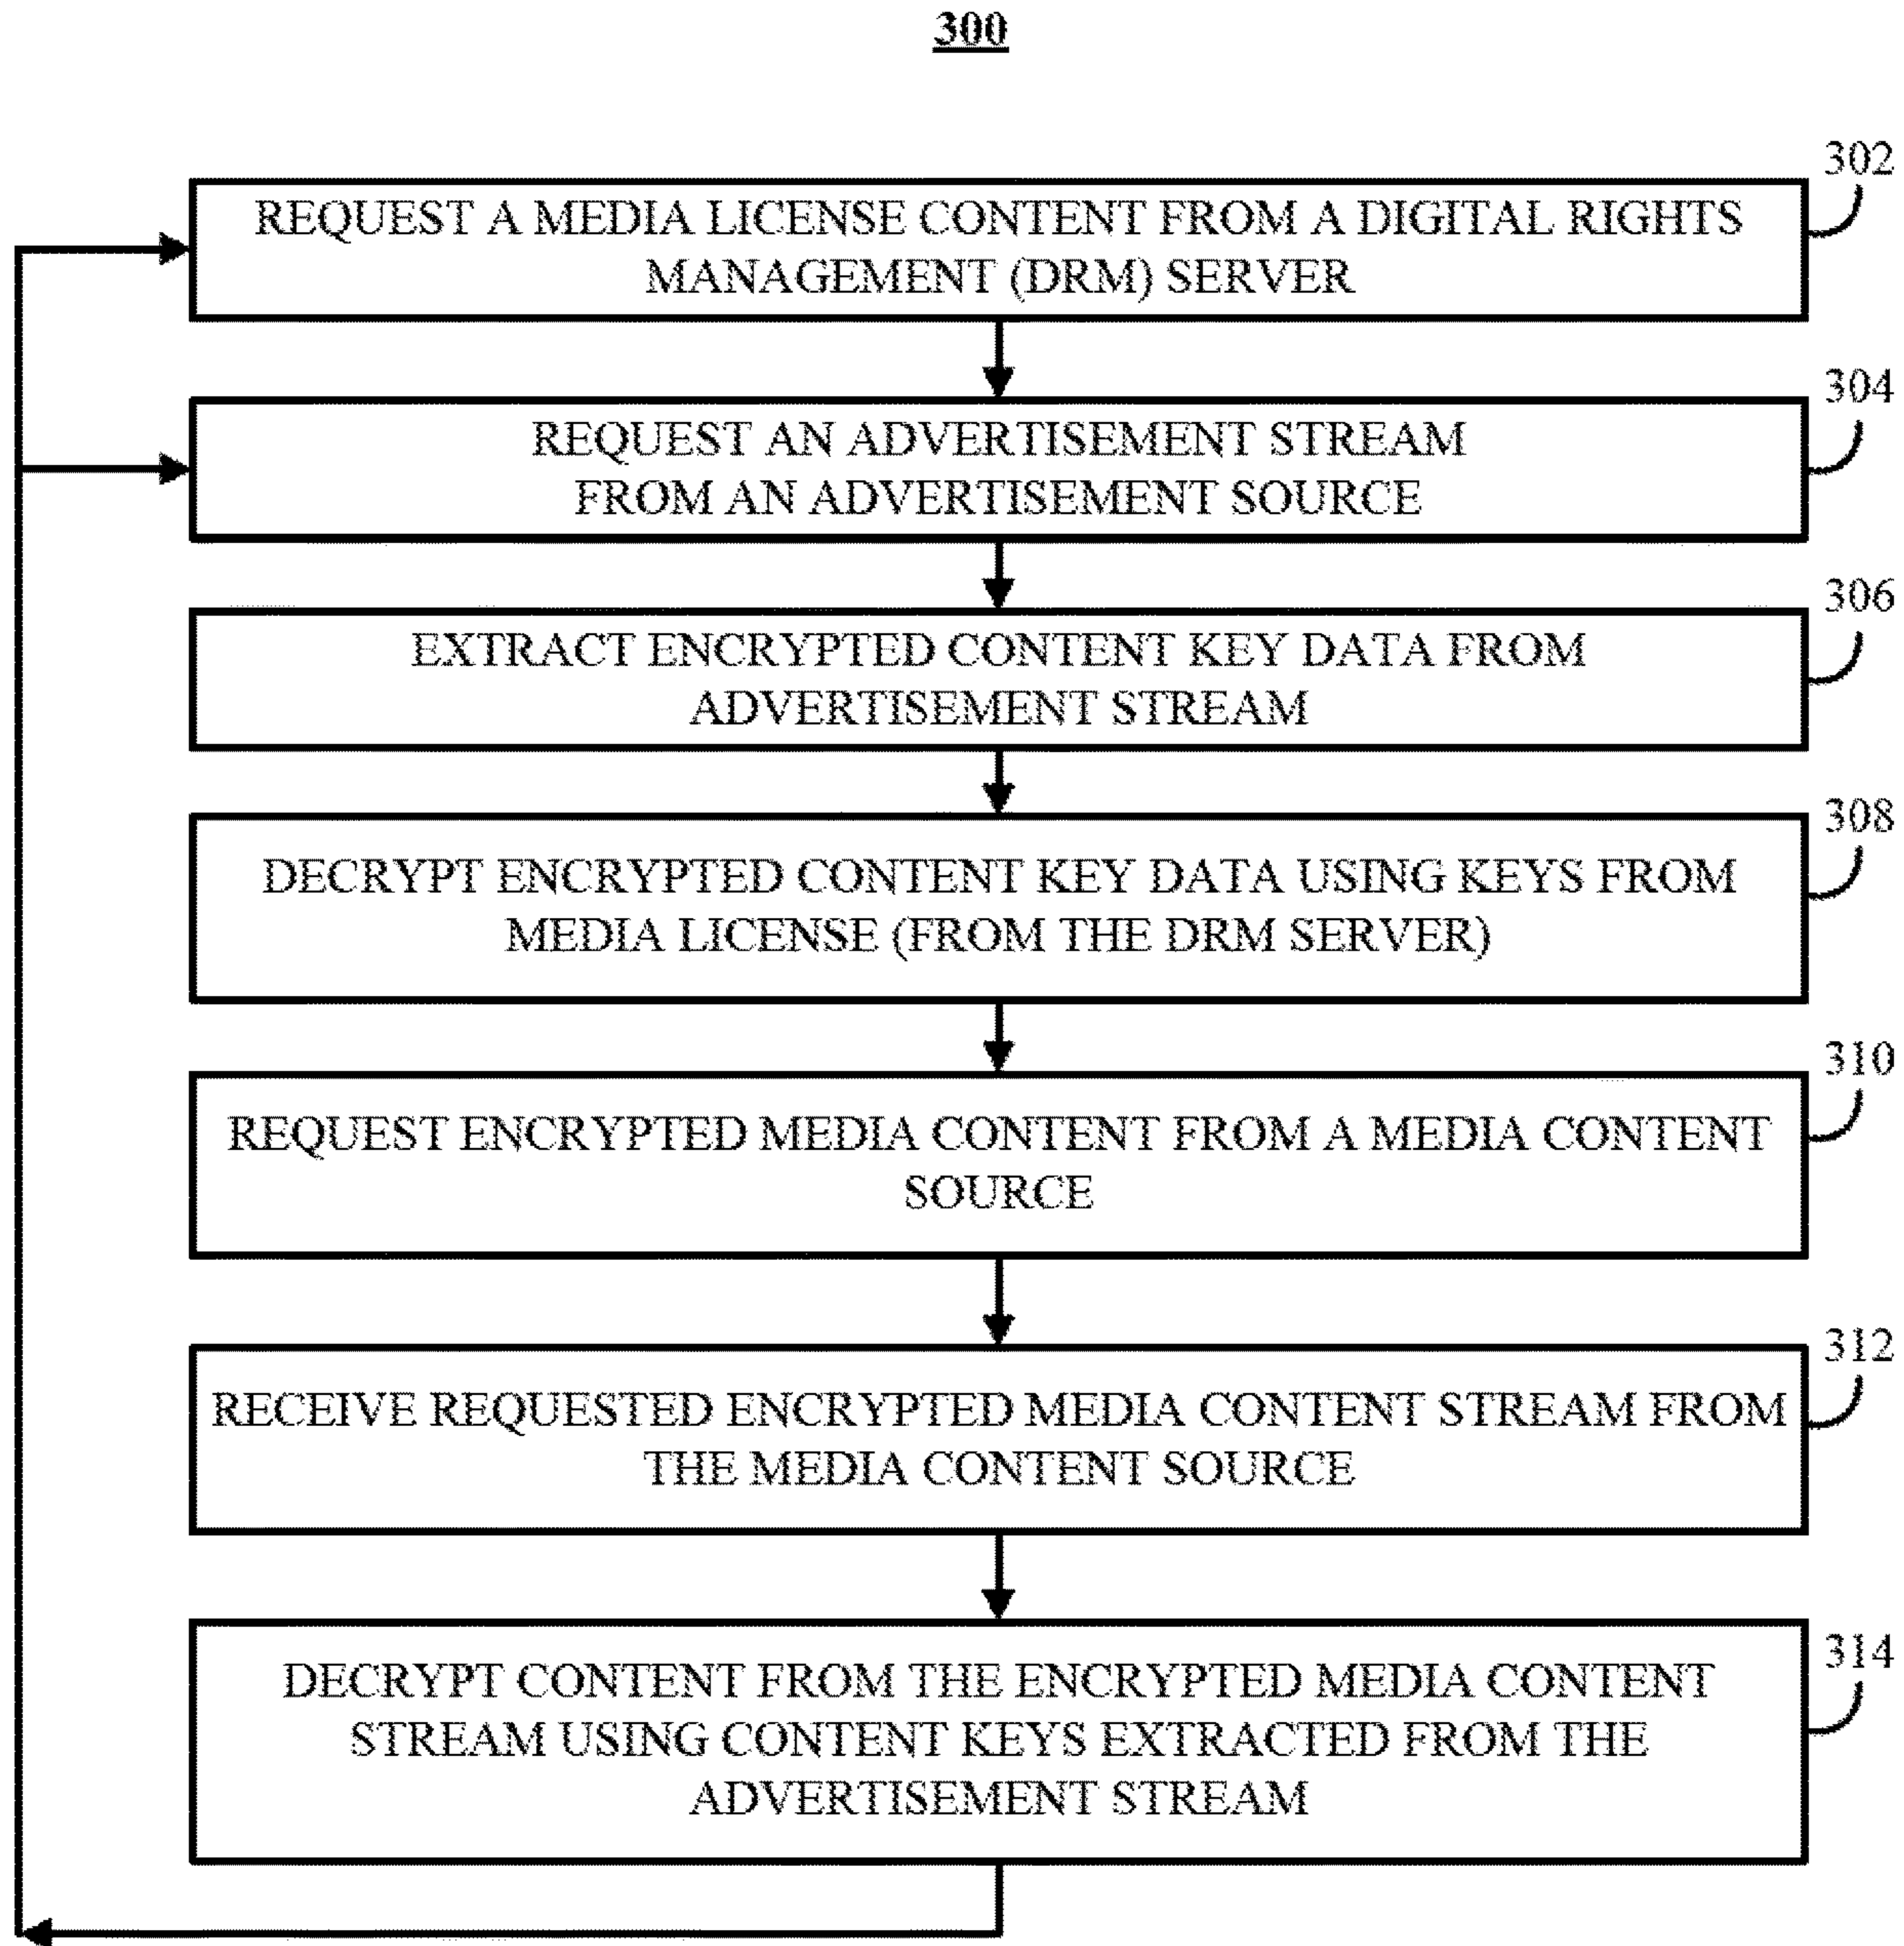 300
302
REQUEST A MEDIA LICENSE CONTENT FROM A DIGITAL RIGHTS
MANAGEMENT (DRM) SERVER
304
REQUEST AN ADVERTISEMENT STREAM
FROM AN ADVERTISEMENT SOURCE
306
EXTRACT ENCRYPTED CONTENT KEY DATA FROM
ADVERTISEMENT STREAM
308
DECRYPT ENCRYPTED CONTENT KEY DATA USING KEYS FROM
MEDIA LICENSE (FROM THE DRM SERVER)
310
REQUEST ENCRYPTED MEDIA CONTENT FROM A MEDIA CONTENT
SOURCE
312
RECEIVE REQUESTED ENCRYPTED MEDIA CONTENT STREAM FROM
THE MEDIA CONTENT SOURCE
314
DECRYPT CONTENT FROM THE ENCRYPTED MEDIA CONTENT
STREAM USING CONTENT KEYS EXTRACTED FROM THE
ADVERTISEMENT STREAM